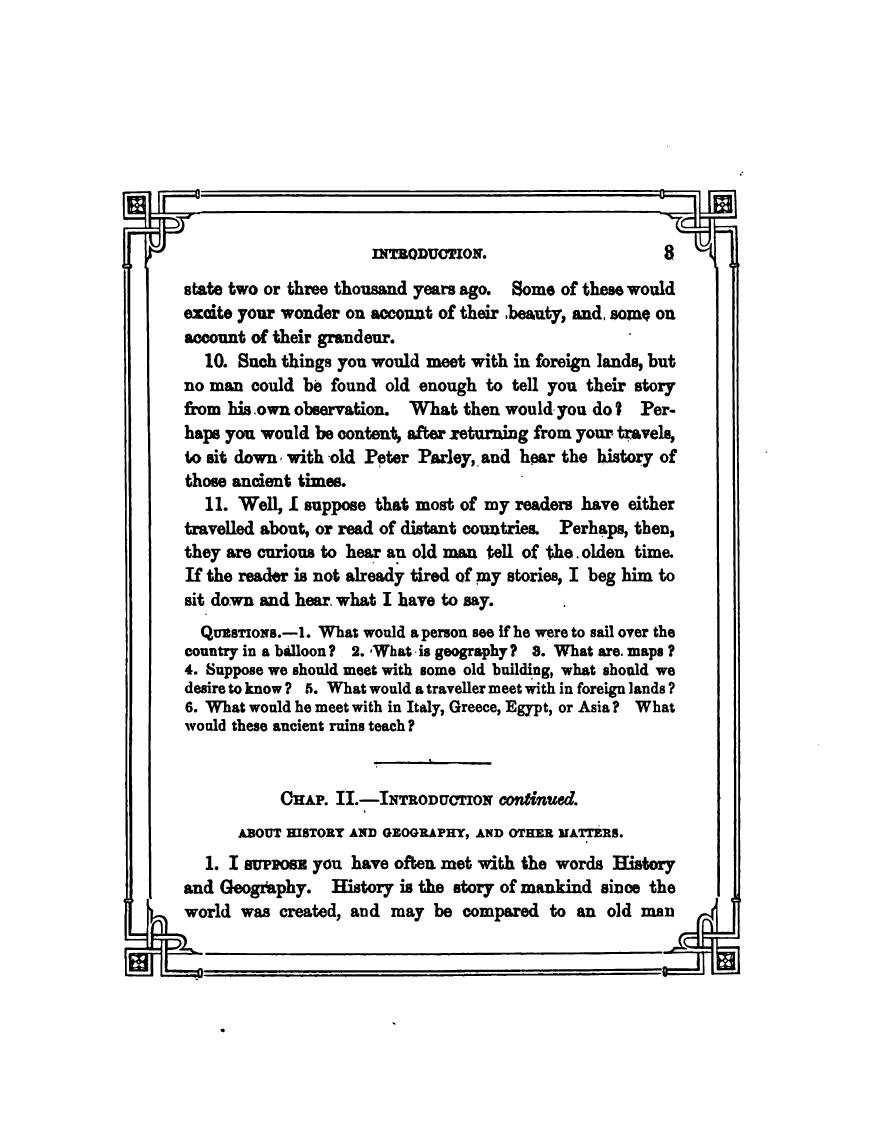 INTRODUCTION. 3
state two or three thousand years ago. Some of these would
excite your wonder on account of their beauty, and some on
account of their grandeur.
10. Such things you would meet with in foreign lands, but
no man could be found old enough to tell you their story
from his own observation. What then would you do? Per-
haps you would be content, after returning from your travels,
to sit down with old Peter Parley, and hear the history of
those ancient times.
11. Well, I suppose that most of my readers have either
travelled about, or read of distant countries. Perhaps, then,
they are curious to hear an old man tell of the olden time.
If the reader is not already tired of my stories, I beg him to
sit down and hear what I have to say.
QUESTIONS.—1. What would a person see if he were to sail over the
country in a balloon? 2. What is geography? 3. What are maps?
4. Suppose we should meet with some old building, what should we
desire to know? 5. What would a traveller meet with in foreign lands?
6. What would he meet with in Italy, Greece, Egypt, or Asia? What
would these ancient ruins teach?
CHAP. II.—INTRODUCTION continued.
ABOUT HISTORY AND GEOGRAPHY, AND OTHER MATTERS.
1. I SUPPOSE you have often met with the words History
and Geography. History is the story of mankind since the
world was created, and may be compared to an old man